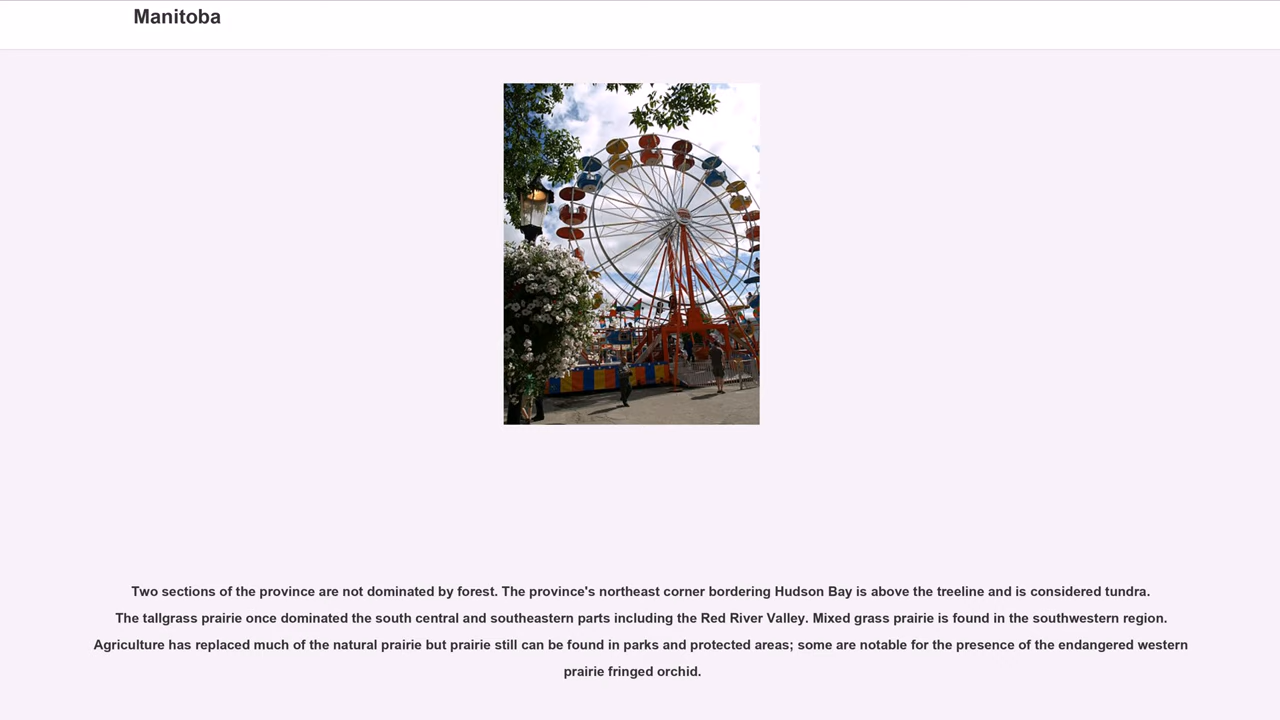 Manitoba
Two sections of the province are not dominated by forest. The province's northeast corner bordering Hudson Bay is above the treeline and is considered tundra.
The tallgrass prairie once dominated the south central and southeastern parts including the Red River Valley. Mixed grass prairie is found in the southwestern region.
Agriculture has replaced much of the natural prairie but prairie still can be found in parks and protected areas; some are notable for the presence of the endangered western
prairie fringed orchid.